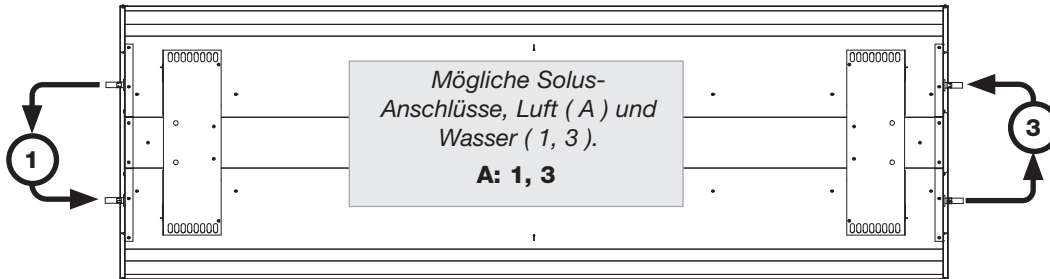 Mögliche Solus-
Anschlüsse, Luft ( A ) und
Wasser ( 1, 3 ).
A: 1, 3
1
3